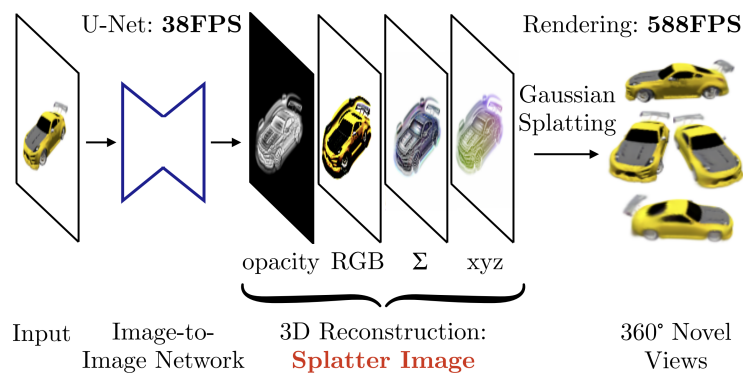 U-Net: 38FPS
Rendering: 588FPS
Gaussian
Splatting
opacity RGB Σ xyz
Input
Image-to-
Image Network
3D Reconstruction:
Splatter Image
360° Novel
Views